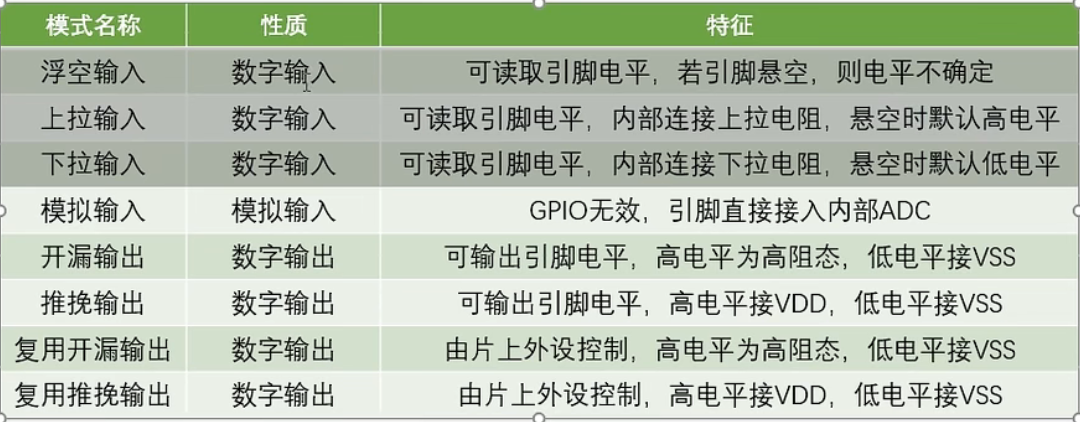 模式名称 性质 特征
浮空输入 数字输入 可读取引脚电平，若引脚悬空，则电平不确定
上拉输入 数字输入 可读取引脚电平，内部连接上拉电阻，悬空时默认高电平
下拉输入 数字输入 可读取引脚电平，内部连接下拉电阻，悬空时默认低电平
模拟输入 模拟输入 GPIO无效，引脚直接接入内部ADC
开漏输出 数字输出 可输出引脚电平，高电平为高阻态，低电平接VSS
推挽输出 数字输出 可输出引脚电平，高电平接VDD，低电平接VSS
复用开漏输出 数字输出 由片上外设控制，高电平为高阻态，低电平接VSS
复用推挽输出 数字输出 由片上外设控制，高电平接VDD，低电平接VSS